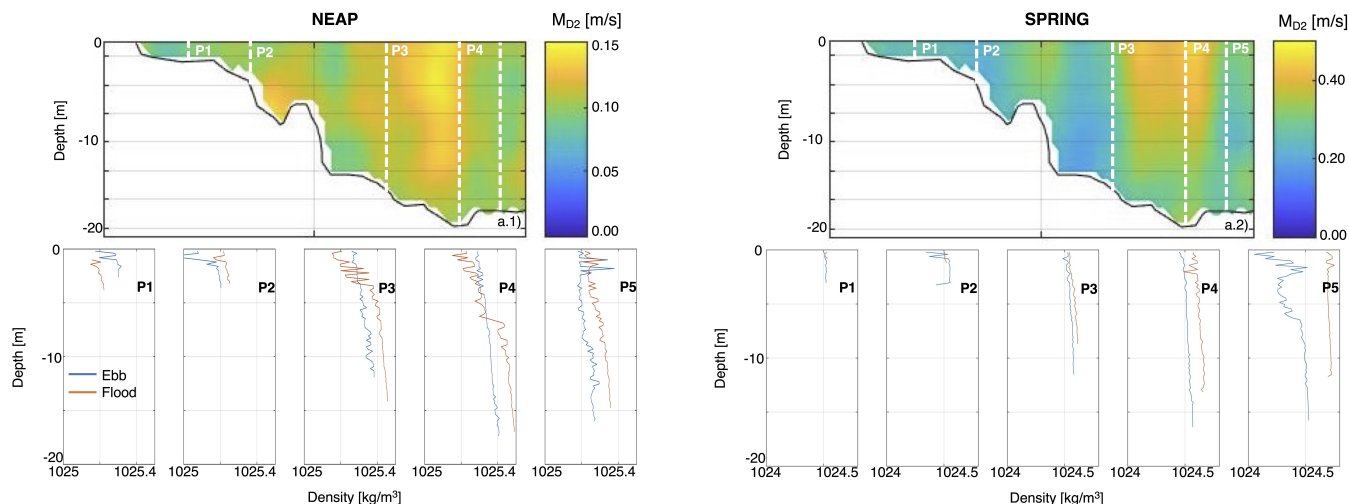 NEAP
M_D2 [m/s]
SPRING
M_D2 [m/s]
0
P1
P2
P3
P4
0.15
0
P1
P2
P3
P4
P5
0.40
Depth [m]
-10
0.10
0.05
Depth [m]
-10
0.20
-20
a.1)
0.00
-20
a.2)
0.00
0
P1
P2
P3
P4
P5
0
P1
P2
P3
P4
P5
Depth [m]
-10
Ebb
Flood
Depth [m]
-10
-20
-20
1025
1025.4
1025
1025.4
1025
1025.4
1025
1025.4
1025
1025.4
1024
1024.5
1024
1024.5
1024
1024.5
1024
1024.5
1024
1024.5
Density [kg/m³]
Density [kg/m³]